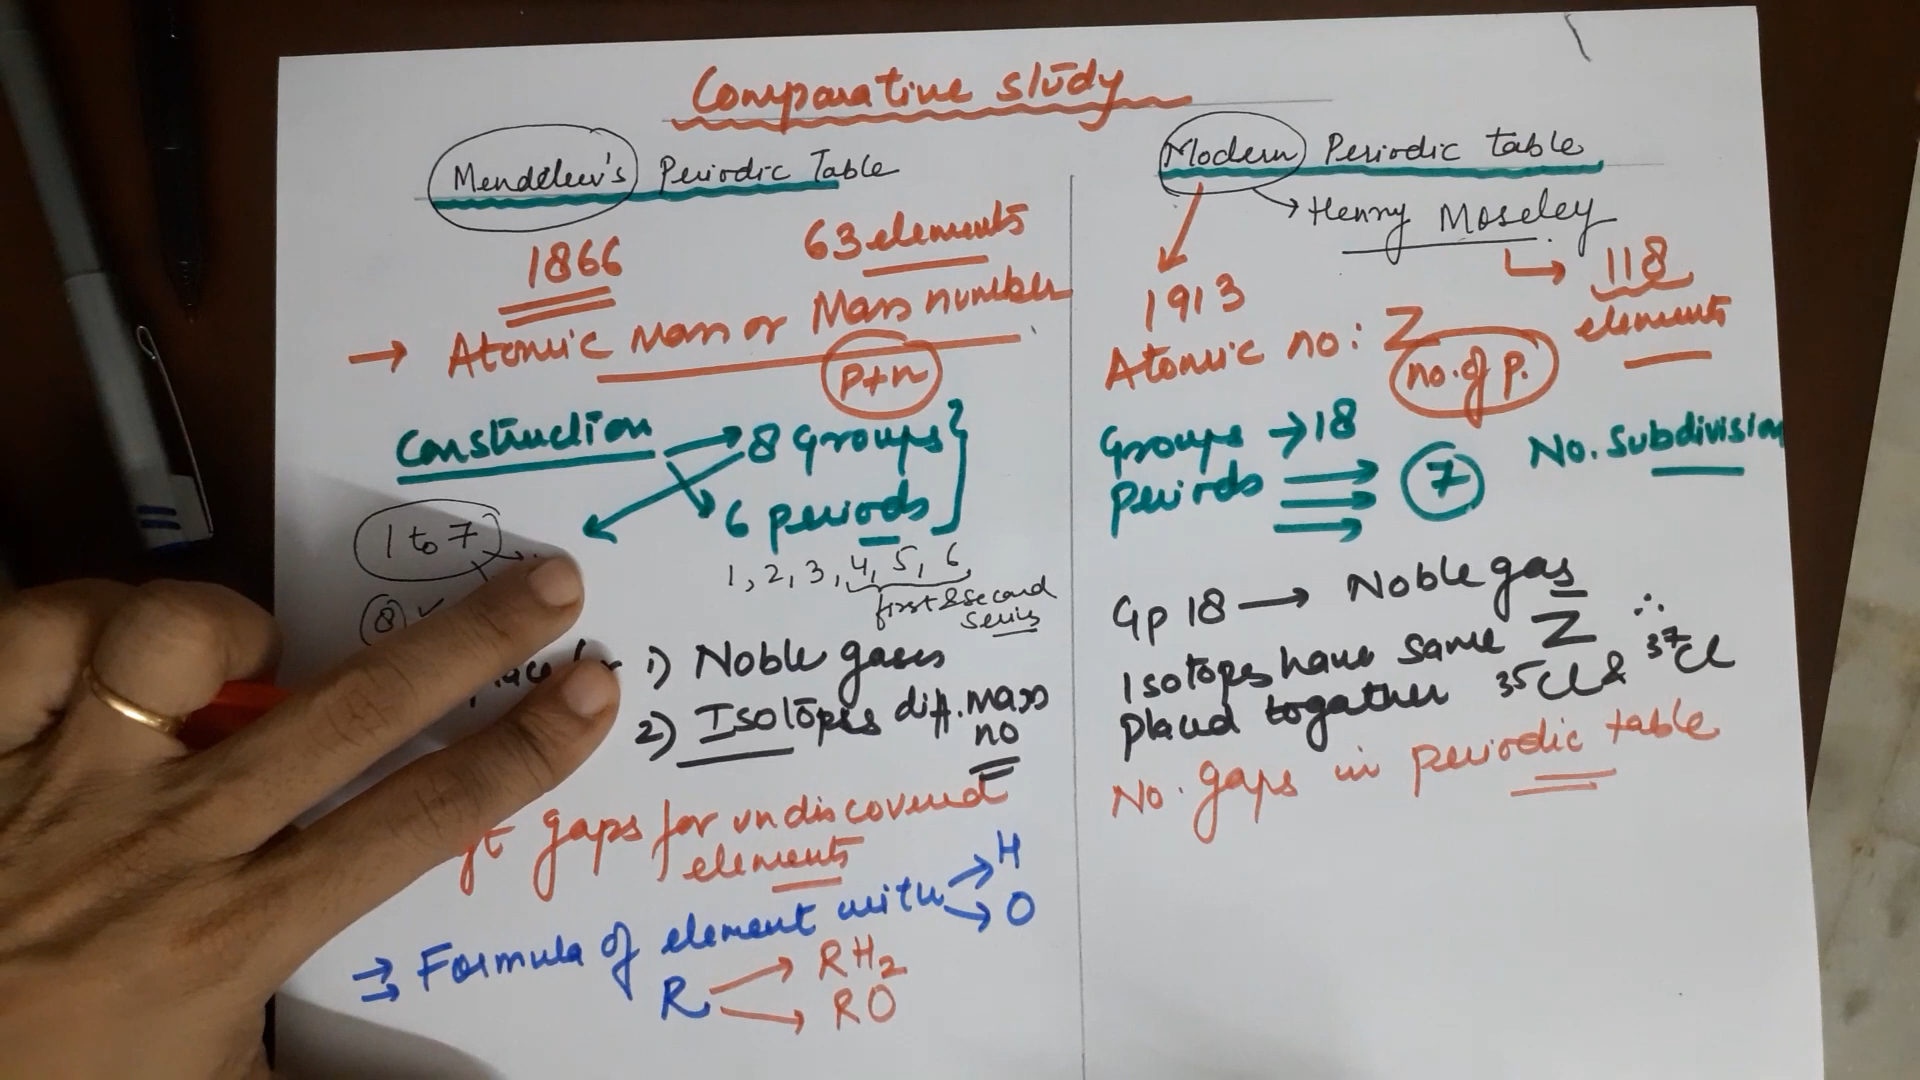 Comparative study
Mendeleev's Periodic Table
1866
63 elements
→ Atomic Mass or Mass number
p+n
Construction → 8 groups
6 periods
1 to 7
8 ✓
1, 2, 3, 4, 5, 6
first & second
series
1) Noble gases
2) Isotopes diff. mass
no
gaps for undiscovered
elements
→ Formula of element with → H
→ O
R → RH2
→ RO
Modern Periodic table
→ Henry Moseley
→ 118
elements
1913
Atomic no: Z
no. of p.
Groups → 18
Periods → 7
No. Subdivision
Gp 18 → Noble gas
Isotopes have same Z ∴
placed together 35Cl & 37Cl
No. gaps in periodic table